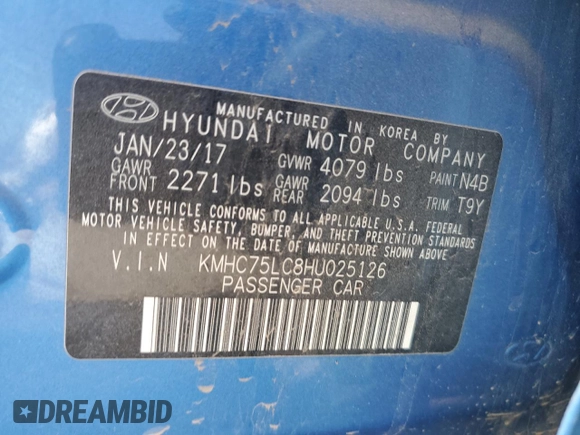 MANUFACTURED IN KOREA BY
HYUNDAI MOTOR COMPANY
JAN/23/17 GVWR 4079 lbs PAINT N4B
GAWR FRONT 2271 lbs GAWR REAR 2094 lbs TRIM T9Y
THIS VEHICLE CONFORMS TO ALL APPLICABLE U.S.A. FEDERAL
MOTOR VEHICLE SAFETY, BUMPER, AND THEFT PREVENTION STANDARDS
IN EFFECT ON THE DATE OF MANUFACTURE SHOWN ABOVE.
V.I.N KMHC75LC8HU025126
PASSENGER CAR
DREAMBID